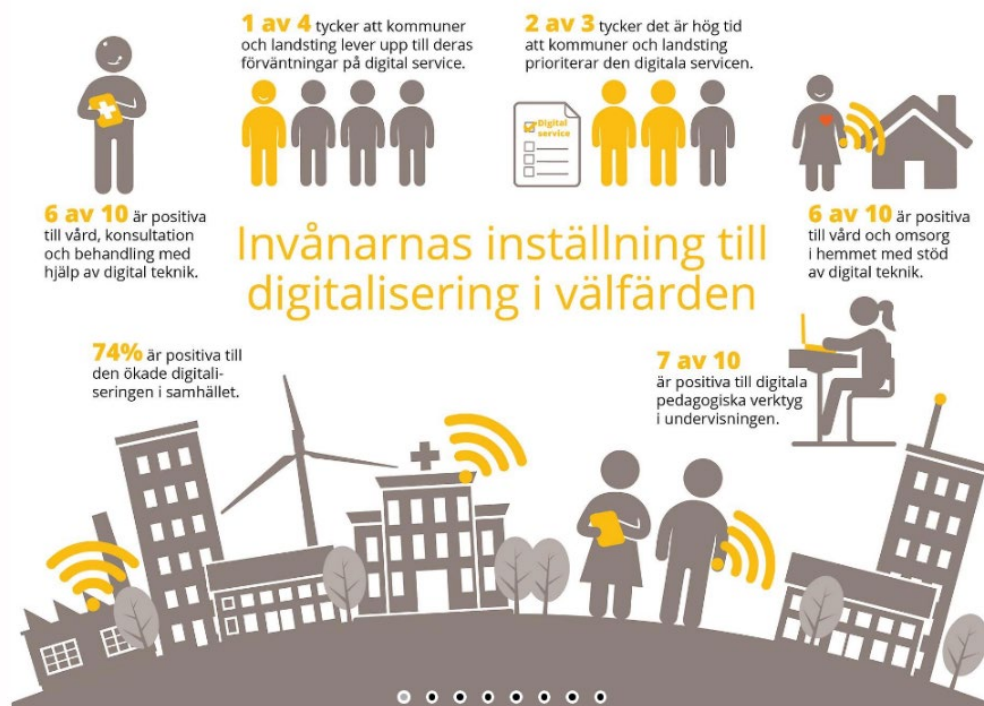 1 av 4 tycker att kommuner
och landsting lever upp till deras
förväntningar på digital service.
2 av 3 tycker det är hög tid
att kommuner och landsting
prioriterar den digitala servicen.
Digital
service
6 av 10 är positiva
till vård, konsultation
och behandling med
hjälp av digital teknik.
Invånarnas inställning till
digitalisering i välfärden
6 av 10 är positiva
till vård och omsorg
i hemmet med stöd
av digital teknik.
74% är positiva till
den ökade digitali-
seringen i samhället.
7 av 10
är positiva till digitala
pedagogiska verktyg
i undervisningen.